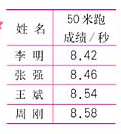 姓 名 50米跑成绩/秒
李 明 8.42
张 强 8.46
王 斌 8.54
周 刚 8.58